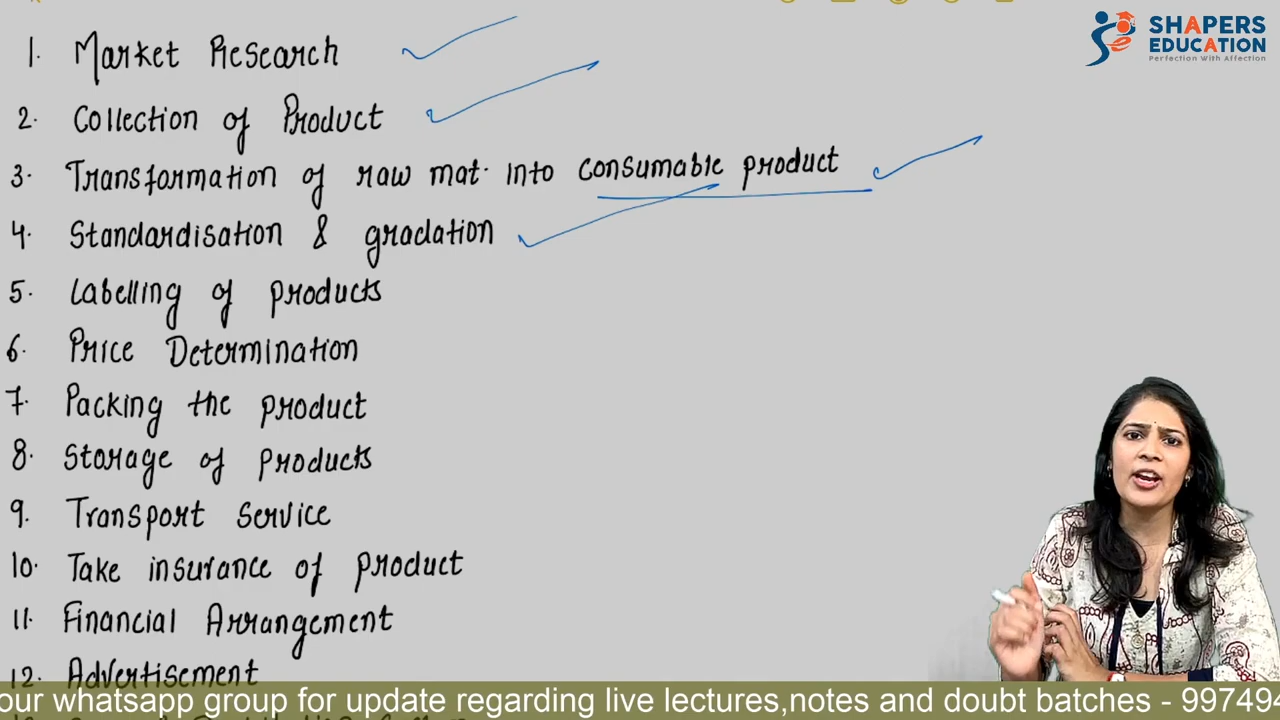 SHAPERS
EDUCATION
Perfection With Affection
1. Market Research
2. Collection of Product
3. Transformation of raw mat. into consumable product
4. Standardisation & gradation
5. Labelling of products
6. Price Determination
7. Packing the product
8. Storage of products
9. Transport Service
10. Take insurance of product
11. Financial Arrangement
12. Advertisement
our whatsapp group for update regarding live lectures,notes and doubt batches - 997494